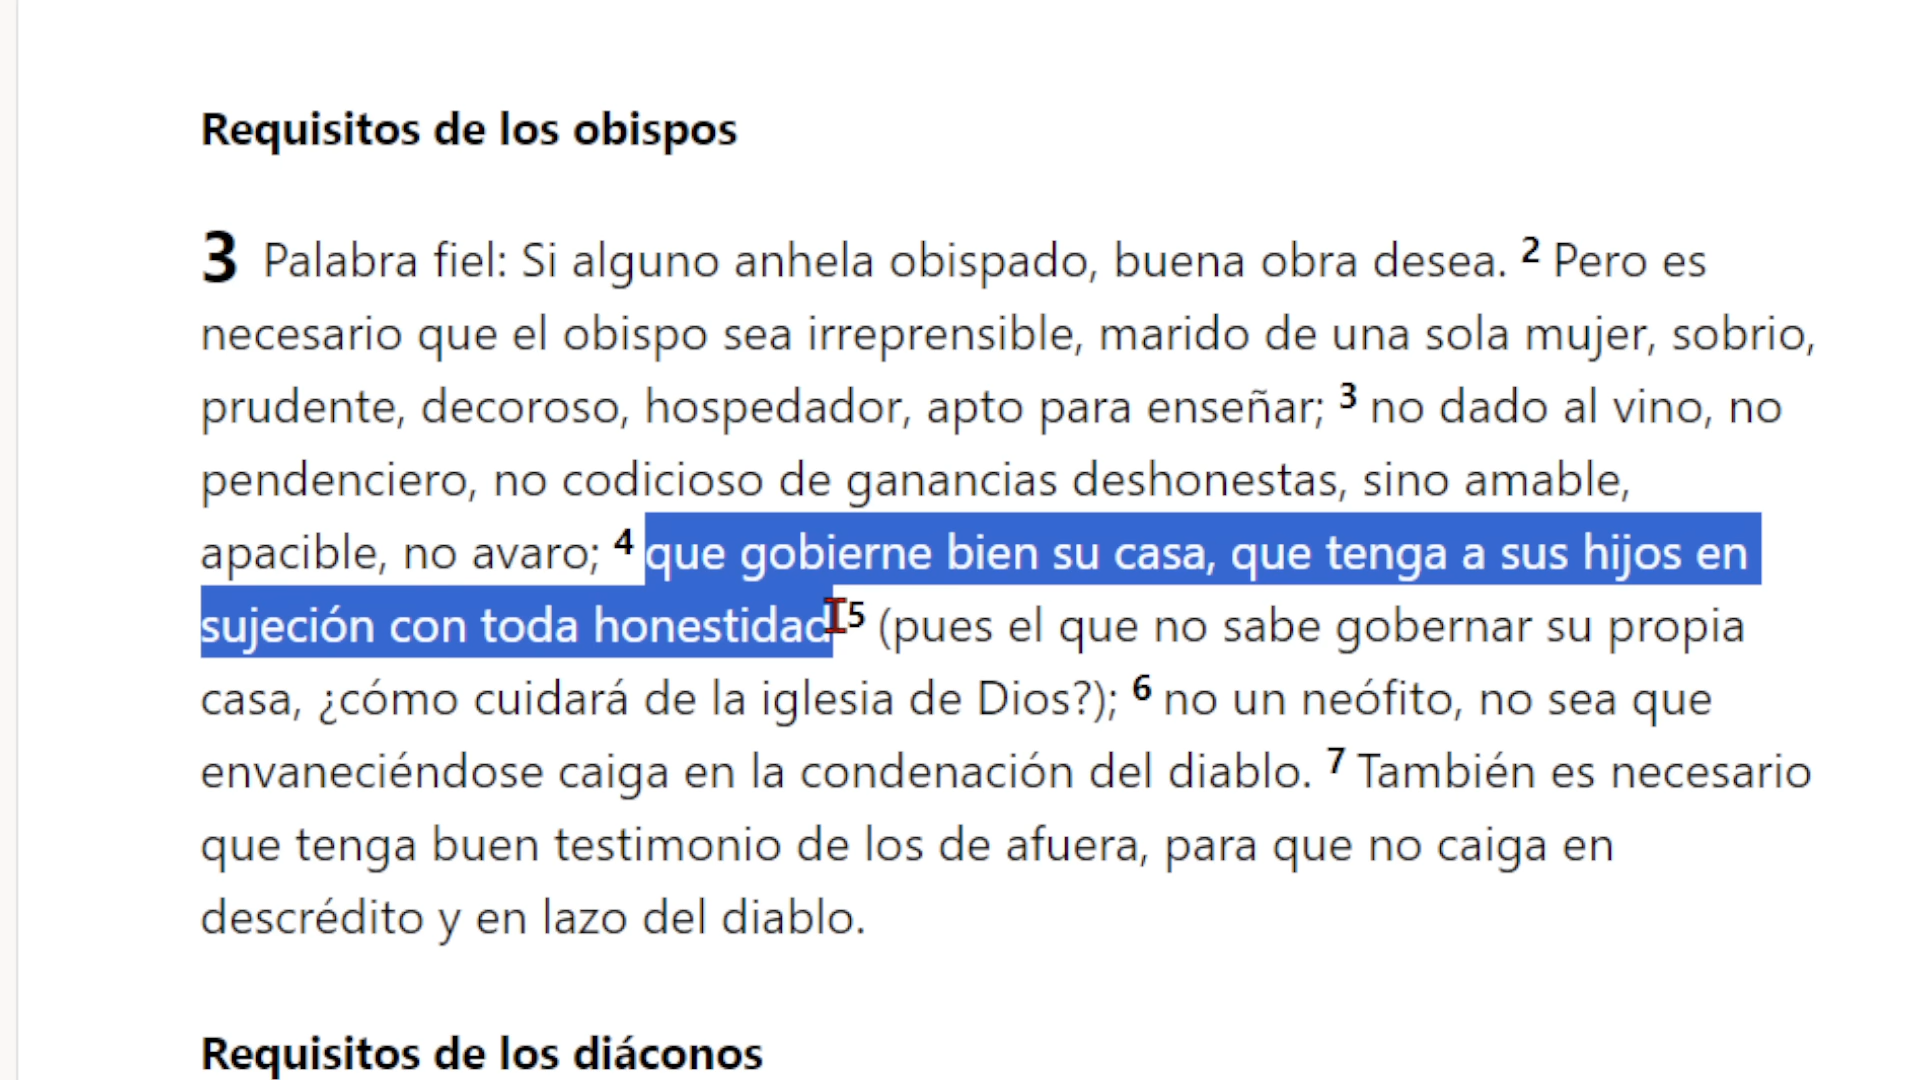 Requisitos de los obispos
3 Palabra fiel: Si alguno anhela obispado, buena obra desea. 2 Pero es
necesario que el obispo sea irreprensible, marido de una sola mujer, sobrio,
prudente, decoroso, hospedador, apto para enseñar; 3 no dado al vino, no
pendenciero, no codicioso de ganancias deshonestas, sino amable,
apacible, no avaro; 4 que gobierne bien su casa, que tenga a sus hijos en
sujeción con toda honestidad 5 (pues el que no sabe gobernar su propia
casa, ¿cómo cuidará de la iglesia de Dios?); 6 no un neófito, no sea que
envaneciéndose caiga en la condenación del diablo. 7 También es necesario
que tenga buen testimonio de los de afuera, para que no caiga en
descrédito y en lazo del diablo.
Requisitos de los diáconos